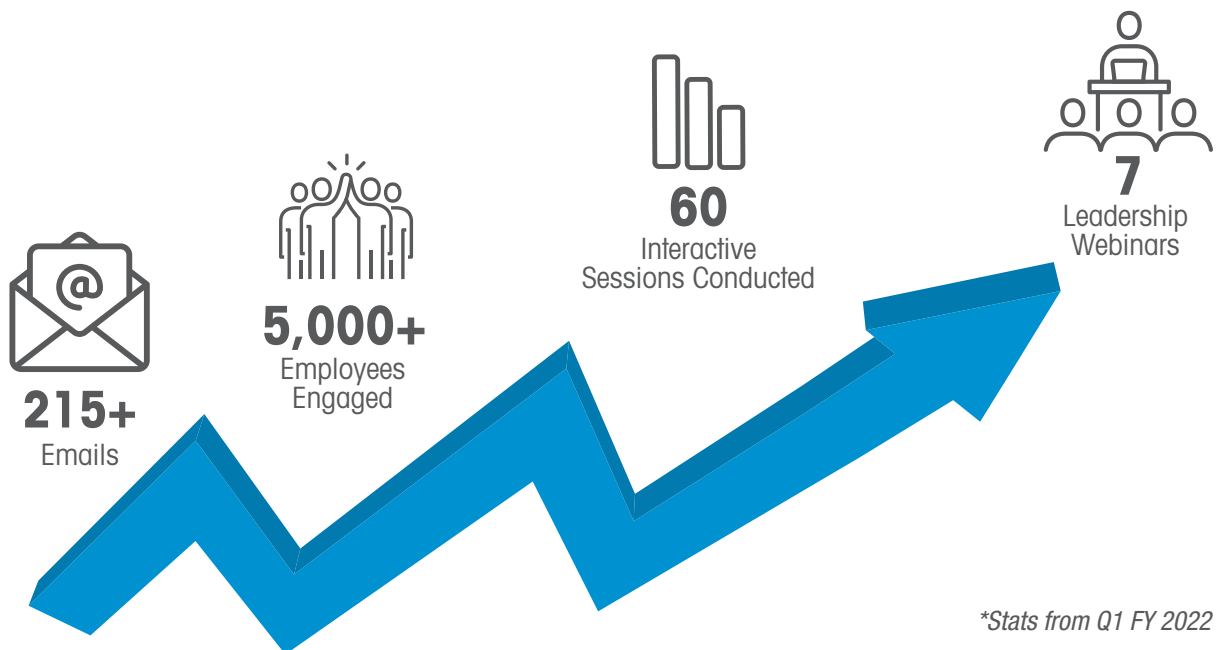 215+
Emails
5,000+
Employees
Engaged
60
Interactive
Sessions Conducted
7
Leadership
Webinars
*Stats from Q1 FY 2022